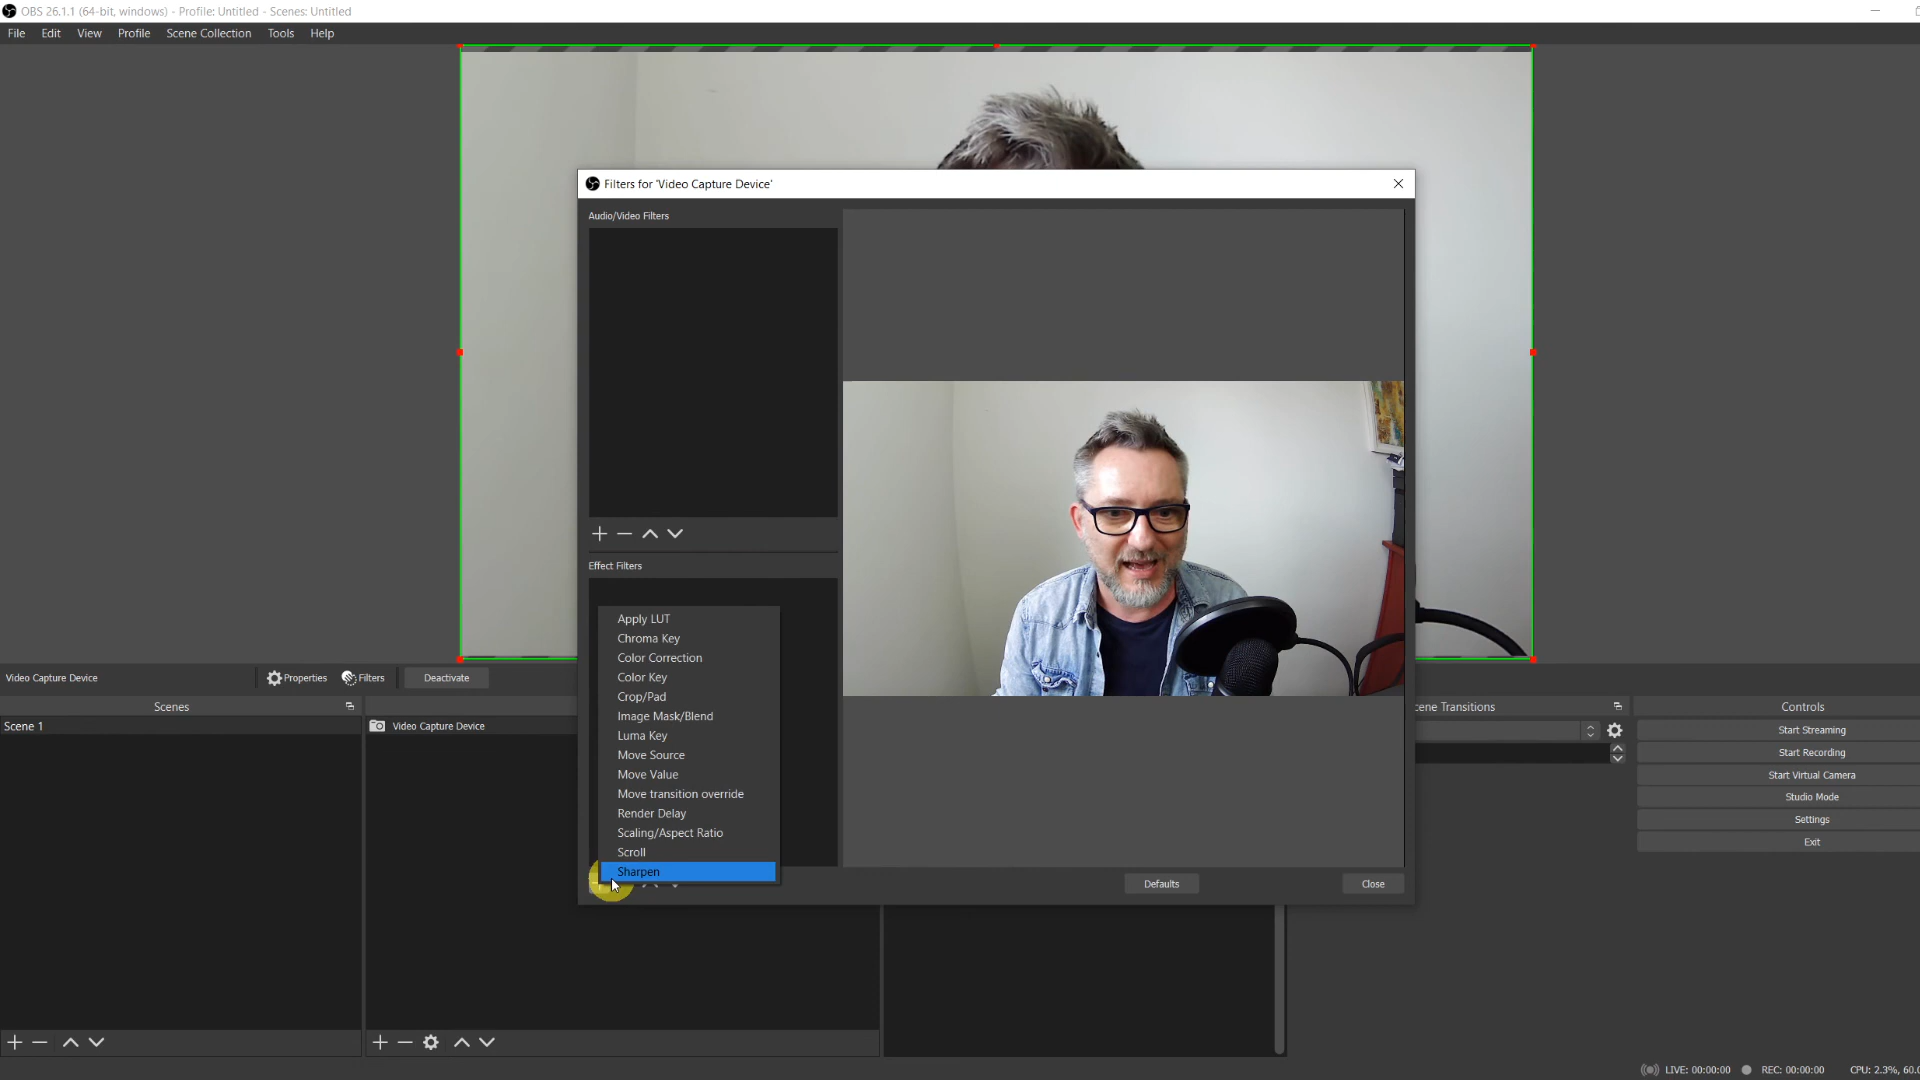 OBS 26.1.1 (64-bit, windows) - Profile: Untitled - Scenes: Untitled
File Edit View Profile Scene Collection Tools Help
Filters for 'Video Capture Device'
Audio/Video Filters
Effect Filters
Apply LUT
Chroma Key
Color Correction
Color Key
Crop/Pad
Image Mask/Blend
Luma Key
Move Source
Move Value
Move transition override
Render Delay
Scaling/Aspect Ratio
Scroll
Sharpen
Defaults
Close
Video Capture Device
Properties
Filters
Deactivate
Scenes
Scene 1
Video Capture Device
cene Transitions
Controls
Start Streaming
Start Recording
Start Virtual Camera
Studio Mode
Settings
Exit
LIVE: 00:00:00 REC: 00:00:00 CPU: 2.3%, 60.0